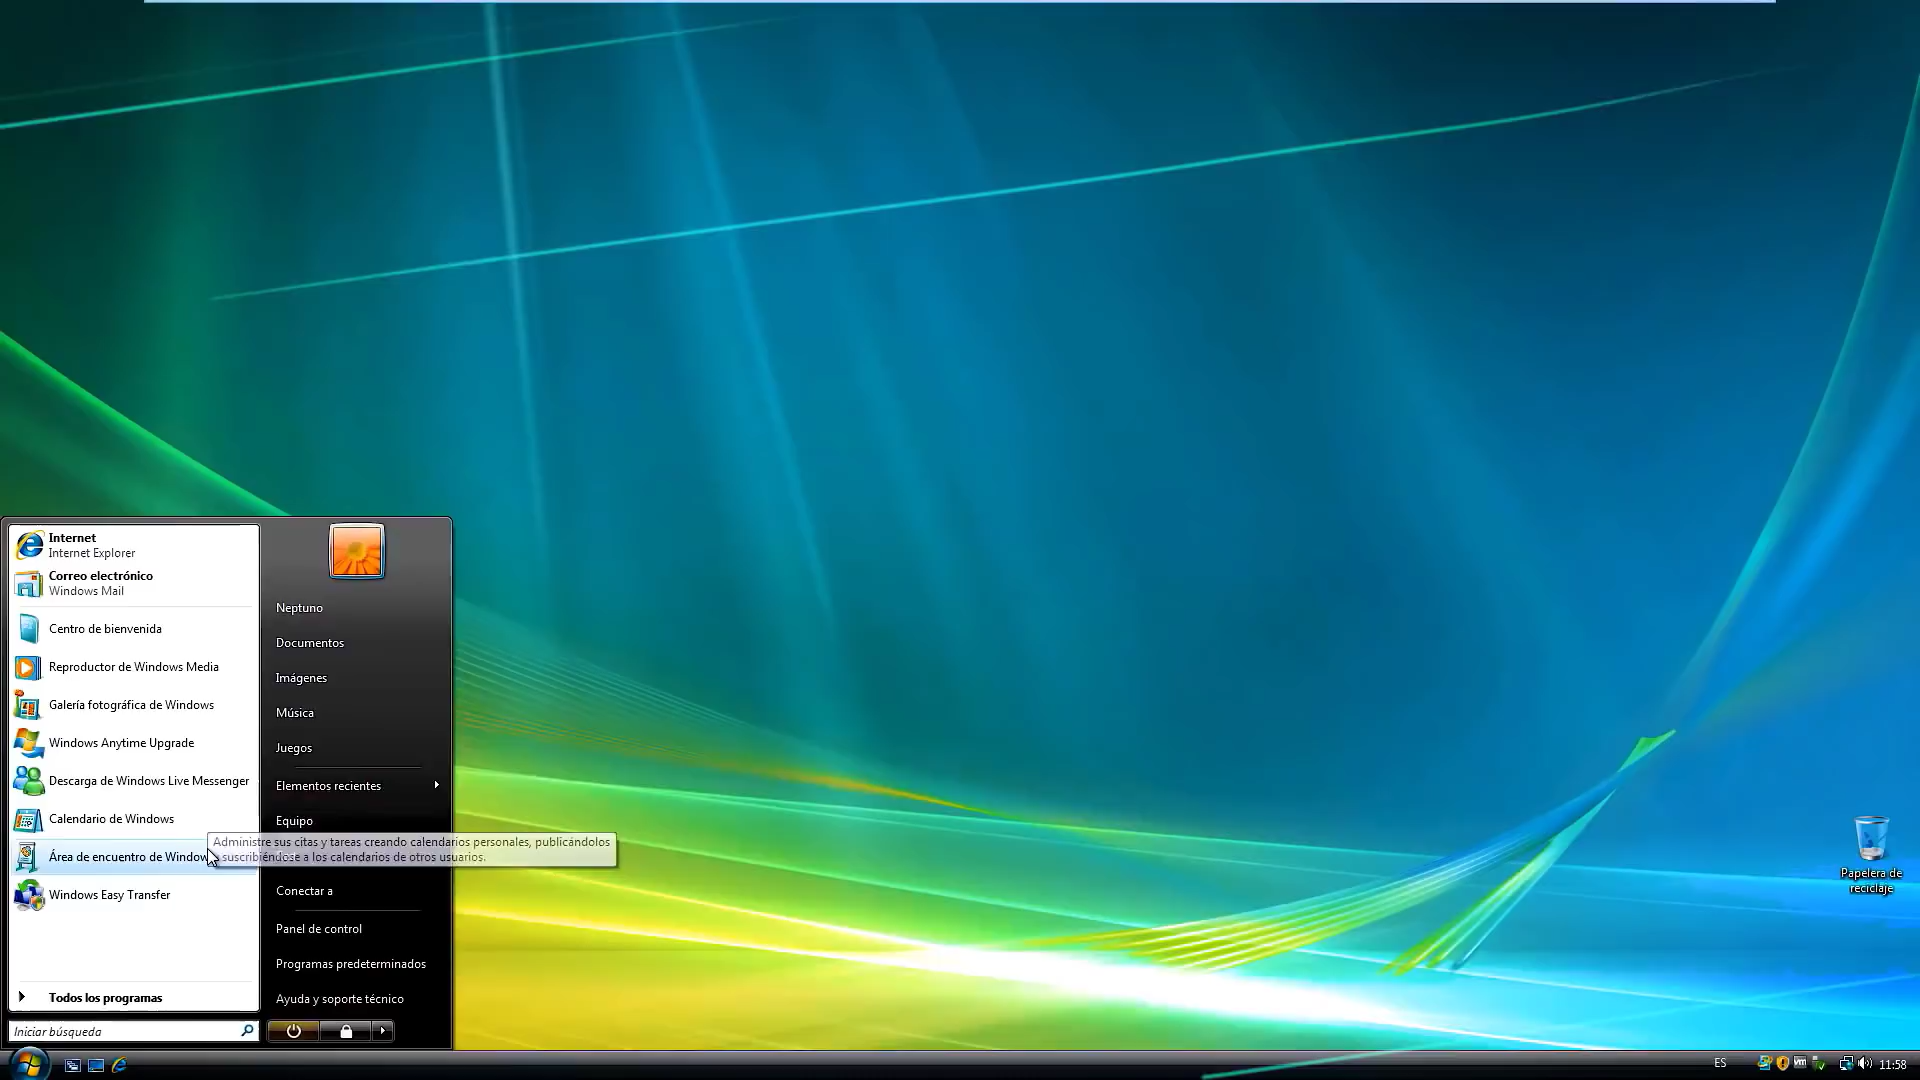 Internet
Internet Explorer
Correo electrónico
Windows Mail
Centro de bienvenida
Reproductor de Windows Media
Galería fotográfica de Windows
Windows Anytime Upgrade
Descarga de Windows Live Messenger
Calendario de Windows
Área de encuentro de Window
Windows Easy Transfer
Todos los programas
Iniciar búsqueda
Neptuno
Documentos
Imágenes
Música
Juegos
Elementos recientes
Equipo
Administre sus citas y tareas creando calendarios personales, publicándolos
suscribiéndose a los calendarios de otros usuarios.
Conectar a
Panel de control
Programas predeterminados
Ayuda y soporte técnico
Papelera de
reciclaje
ES
11:58